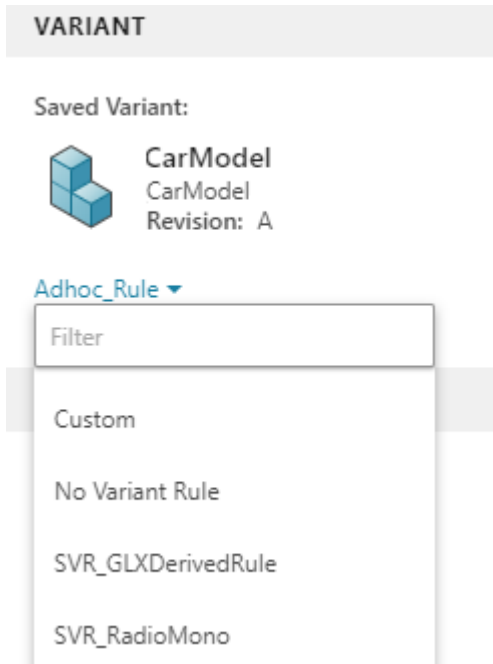 VARIANT
Saved Variant:
CarModel
CarModel
Revision: A
Adhoc_Rule
Filter
Custom
No Variant Rule
SVR_GLXDerivedRule
SVR_RadioMono